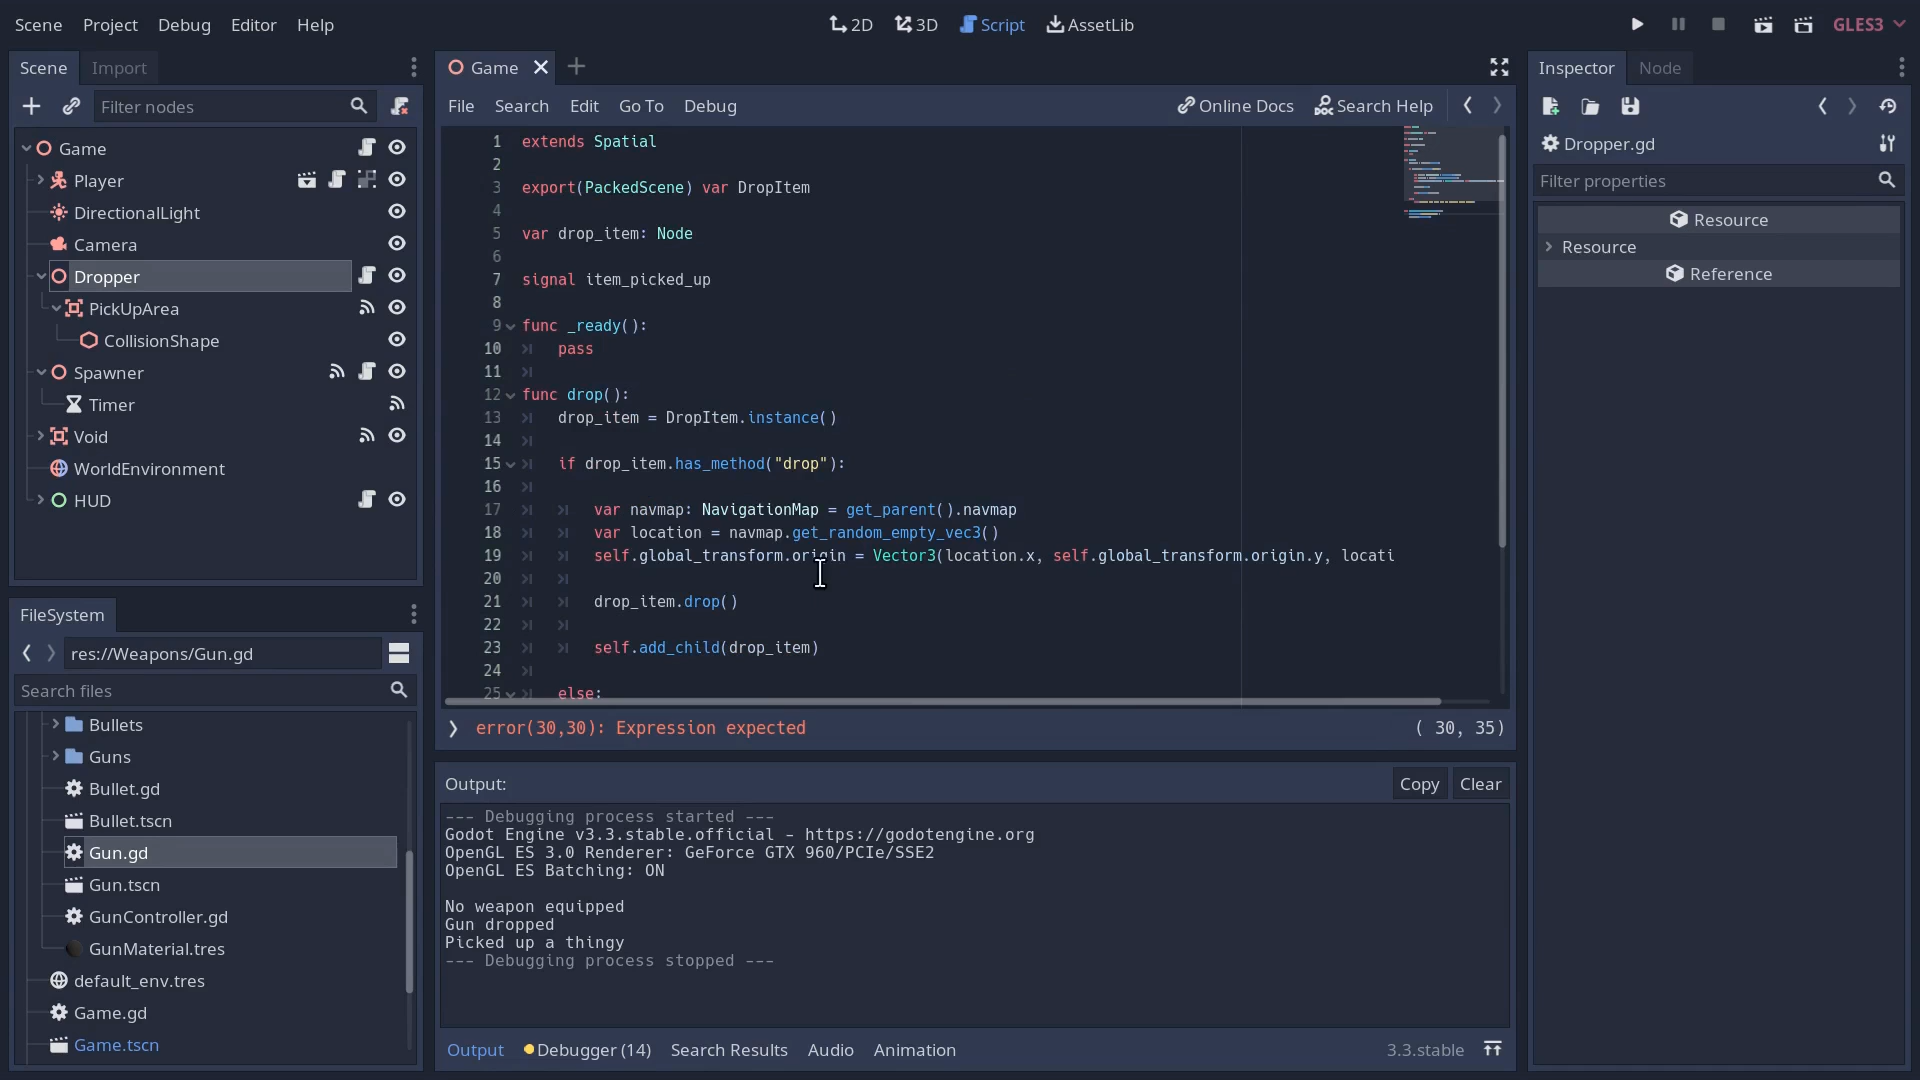 Scene Project Debug Editor Help
2D 3D Script AssetLib
GLES3
Scene Import
Filter nodes
Game
Player
DirectionalLight
Camera
Dropper
PickUpArea
CollisionShape
Spawner
Timer
Void
WorldEnvironment
HUD
FileSystem
res://Weapons/Gun.gd
Search files
Bullets
Guns
Bullet.gd
Bullet.tscn
Gun.gd
Gun.tscn
GunController.gd
GunMaterial.tres
default_env.tres
Game.gd
Game.tscn
Game
File Search Edit Go To Debug
Online Docs Search Help
1 extends Spatial
2
3 export(PackedScene) var DropItem
4
5 var drop_item: Node
6
7 signal item_picked_up
8
9 func _ready():
10 pass
11
12 func drop():
13 drop_item = DropItem.instance()
14
15 if drop_item.has_method("drop"):
16
17 var navmap: NavigationMap = get_parent().navmap
18 var location = navmap.get_random_empty_vec3()
19 self.global_transform.origin = Vector3(location.x, self.global_transform.origin.y, locati
20
21 drop_item.drop()
22
23 self.add_child(drop_item)
24
25 else:
error(30,30): Expression expected
( 30, 35)
Output:
Copy Clear
--- Debugging process started ---
Godot Engine v3.3.stable.official - https://godotengine.org
OpenGL ES 3.0 Renderer: GeForce GTX 960/PCIe/SSE2
OpenGL ES Batching: ON
No weapon equipped
Gun dropped
Picked up a thingy
--- Debugging process stopped ---
Output Debugger (14) Search Results Audio Animation
3.3.stable
Inspector Node
Dropper.gd
Filter properties
Resource
Resource
Reference